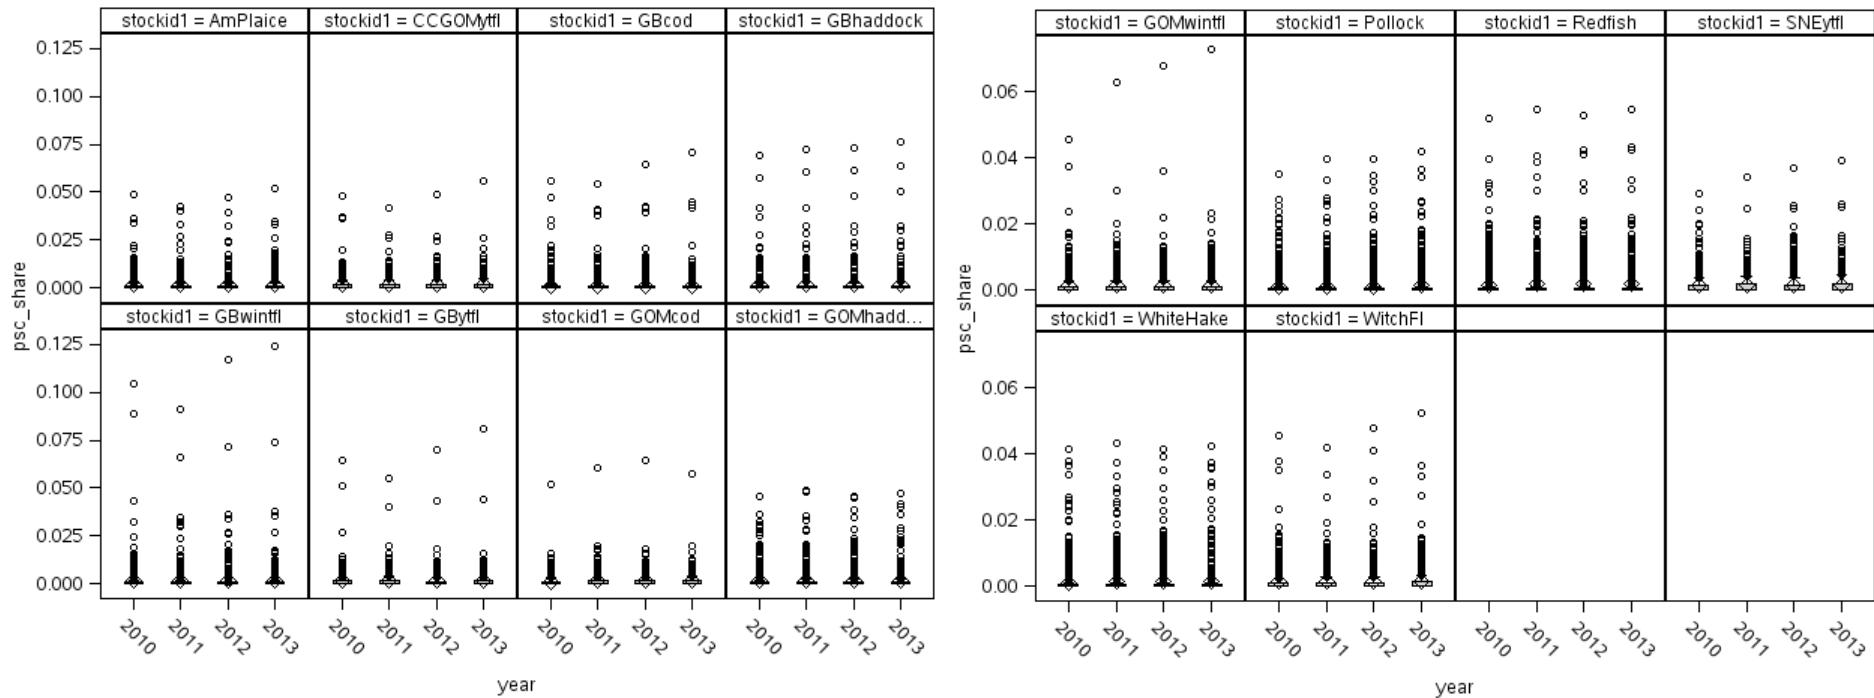 stockid1 = AmPlaice stockid1 = CCGOMytfl stockid1 = GBcod stockid1 = GBhaddock
0.125
0.100
0.075
0.050
0.025
0.000
stockid1 = GBwintfl stockid1 = GBytfl stockid1 = GOMcod stockid1 = GOMhadd...
0.125
0.100
0.075
0.050
0.025
0.000
psc_share
2010 2011 2012 2013 2010 2011 2012 2013 2010 2011 2012 2013 2010 2011 2012 2013
year
stockid1 = GOMwintfl stockid1 = Pollock stockid1 = Redfish stockid1 = SNEytfl
0.06
0.04
0.02
0.00
stockid1 = WhiteHake stockid1 = WitchFl
0.06
0.04
0.02
0.00
psc_share
2010 2011 2012 2013 2010 2011 2012 2013 2010 2011 2012 2013 2010 2011 2012 2013
year